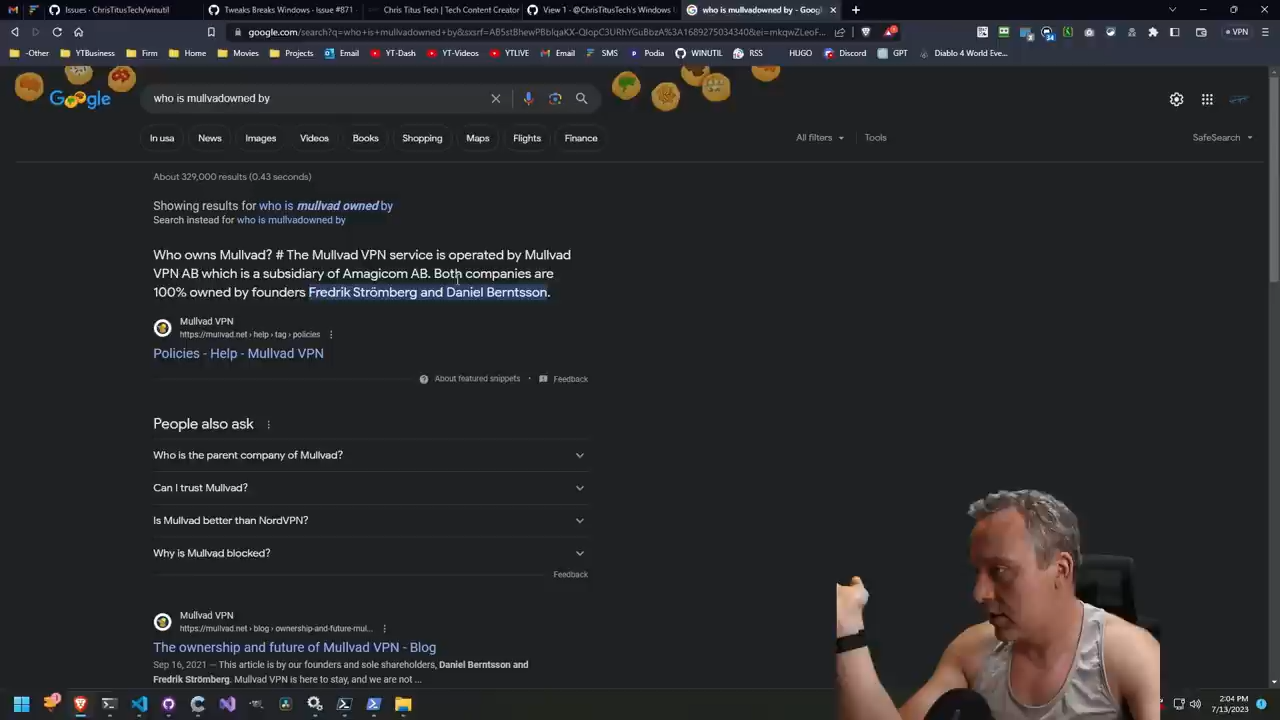 Issues · ChrisTitusTech/winutil
Tweaks Breaks Windows · Issue #871
Chris Titus Tech | Tech Content Creator
View 1 · @ChrisTitusTech's Windows
who is mullvadowned by - Google
google.com/search?q=who+is+mullvadowned+by&sxsrf=
VPN
-Other
YTBusiness
Firm
Home
Movies
Projects
Email
YT-Dash
YT-Videos
YTLIVE
Email
SMS
Podia
WINUTIL
RSS
HUGO
Discord
GPT
Diablo 4 World Eve...
Google
who is mullvadowned by
In usa
News
Images
Videos
Books
Shopping
Maps
Flights
Finance
All filters
Tools
SafeSearch
About 329,000 results (0.43 seconds)
Showing results for who is mullvad owned by
Search instead for who is mullvadowned by
Who owns Mullvad? # The Mullvad VPN service is operated by Mullvad
VPN AB which is a subsidiary of Amagicom AB. Both companies are
100% owned by founders Fredrik Strömberg and Daniel Berntsson.
Mullvad VPN
https://mullvad.net › help › tag › policies
Policies - Help - Mullvad VPN
About featured snippets
Feedback
People also ask
Who is the parent company of Mullvad?
Can I trust Mullvad?
Is Mullvad better than NordVPN?
Why is Mullvad blocked?
Feedback
Mullvad VPN
https://mullvad.net › blog › ownership-and-future-mul...
The ownership and future of Mullvad VPN - Blog
Sep 16, 2021 — This article is by our founders and sole shareholders, Daniel Berntsson and
Fredrik Strömberg. Mullvad VPN is here to stay, and we are not ...
2:04 PM
7/13/2023